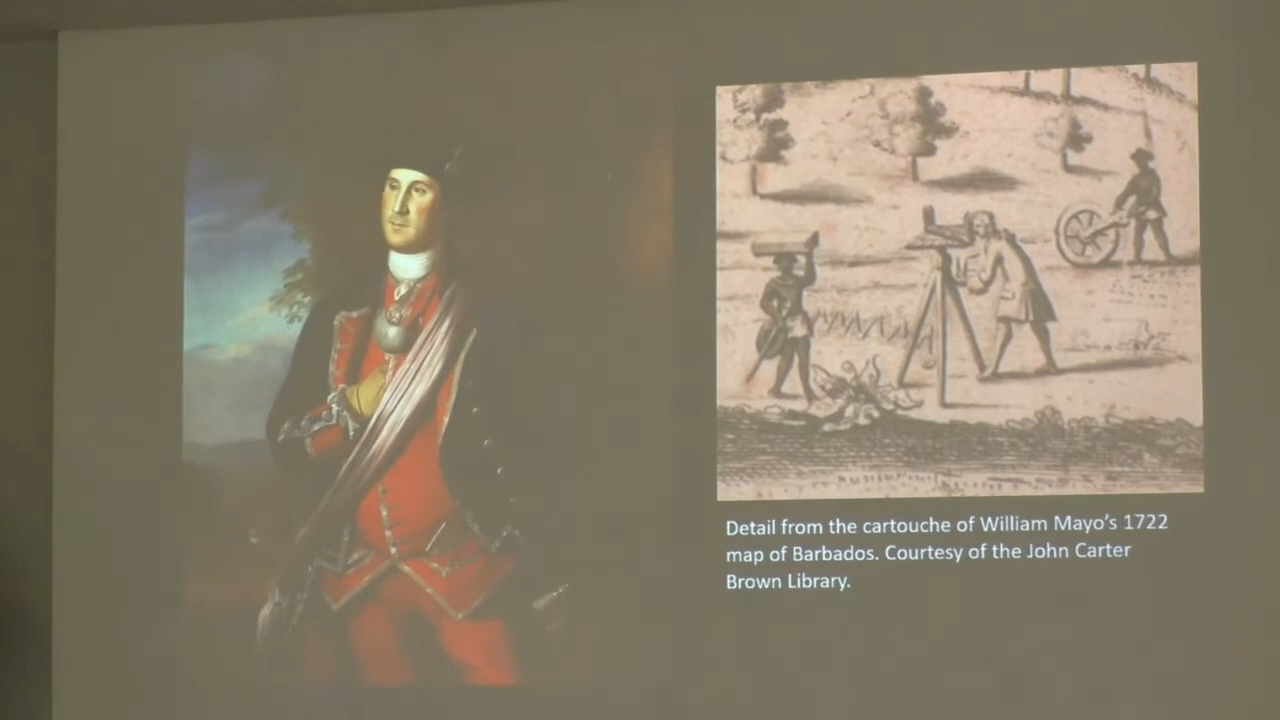 Detail from the cartouche of William Mayo's 1722
map of Barbados. Courtesy of the John Carter
Brown Library.